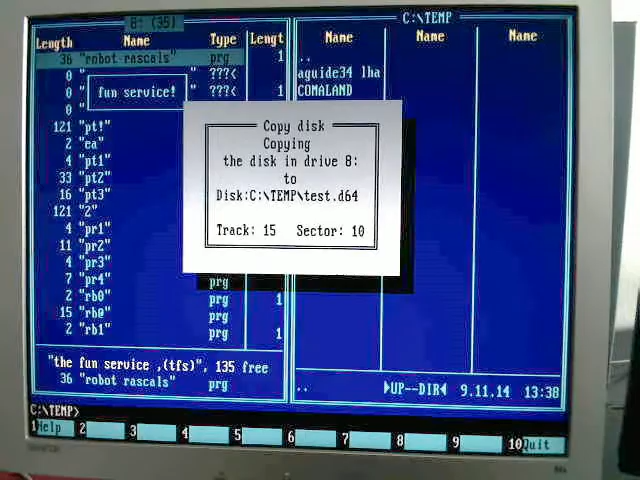 8: (35)
C:\TEMP
Length Name Type Lengt Name Name Name
36 "robot rascals" prg 1 ..
0 " " ???< aguide34 lha
0 " fun service! " ???< 1 COMALAND
0 "
121 "pt!"
2 "ea"
4 "pt1"
33 "pt2"
16 "pt3"
121 "2"
4 "pr1"
11 "pr2"
4 "pr3"
7 "pr4" prg
2 "rb0" prg 1
15 "rb@" prg
2 "rb1" prg 1
Copy disk
Copying
the disk in drive 8:
to
Disk:C:\TEMP\test.d64
Track: 15 Sector: 10
"the fun service ,(tfs)", 135 free
36 "robot rascals" prg
.. ►UP--DIR◄ 9.11.14 13:38
C:\TEMP>
1Help 2 3 4 5 6 7 8 9 10Quit